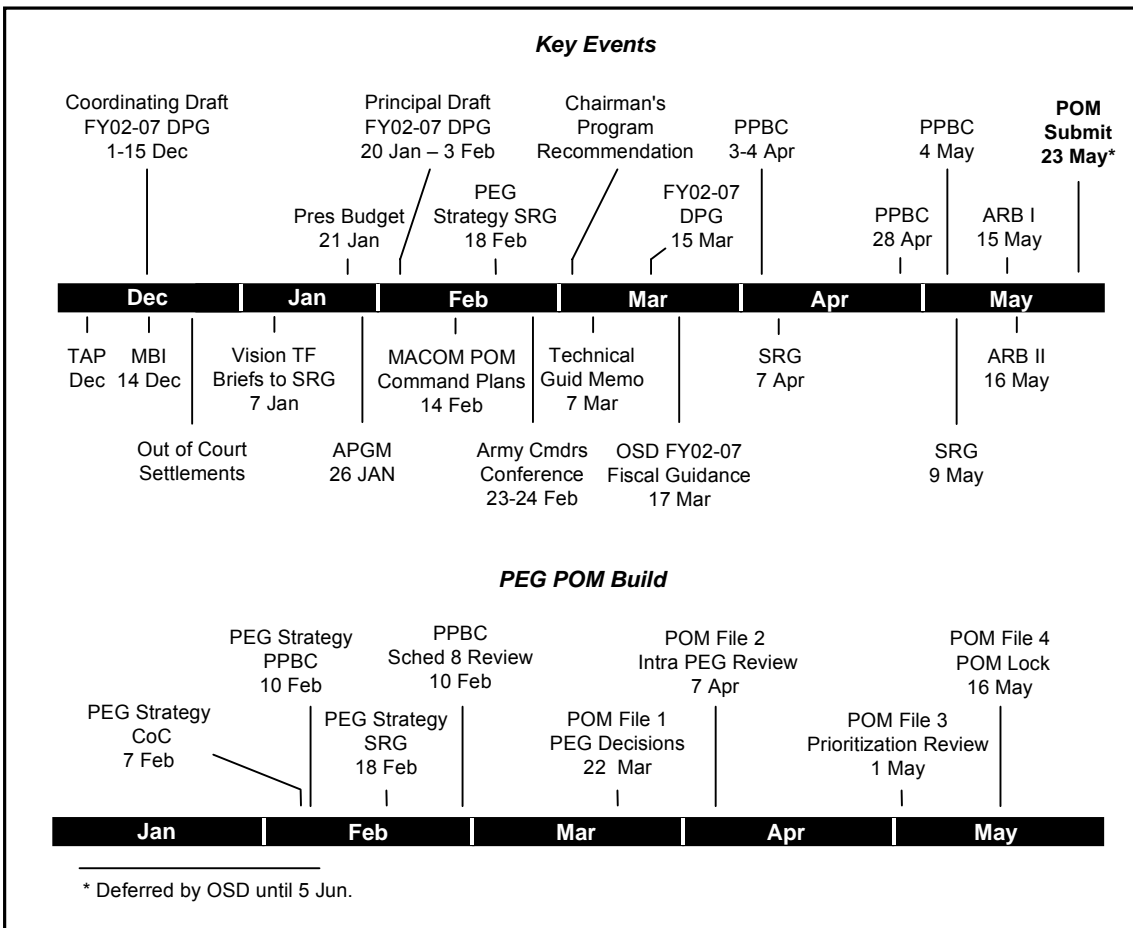 Key Events
Coordinating Draft
FY02-07 DPG
1-15 Dec
Principal Draft
FY02-07 DPG
20 Jan – 3 Feb
Chairman's
Program
Recommendation
PPBC
3-4 Apr
PPBC
4 May
POM
Submit
23 May*
Pres Budget
21 Jan
PEG
Strategy SRG
18 Feb
FY02-07
DPG
15 Mar
PPBC
28 Apr
ARB I
15 May
Dec Jan Feb Mar Apr May
TAP
Dec
MBI
14 Dec
Vision TF
Briefs to SRG
7 Jan
MACOM POM
Command Plans
14 Feb
Technical
Guid Memo
7 Mar
SRG
7 Apr
ARB II
16 May
Out of Court
Settlements
APGM
26 JAN
Army Cmdrs
Conference
23-24 Feb
OSD FY02-07
Fiscal Guidance
17 Mar
SRG
9 May
PEG POM Build
PEG Strategy
PPBC
10 Feb
PPBC
Sched 8 Review
10 Feb
POM File 2
Intra PEG Review
7 Apr
POM File 4
POM Lock
16 May
PEG Strategy
CoC
7 Feb
PEG Strategy
SRG
18 Feb
POM File 1
PEG Decisions
22 Mar
POM File 3
Prioritization Review
1 May
Jan Feb Mar Apr May
* Deferred by OSD until 5 Jun.